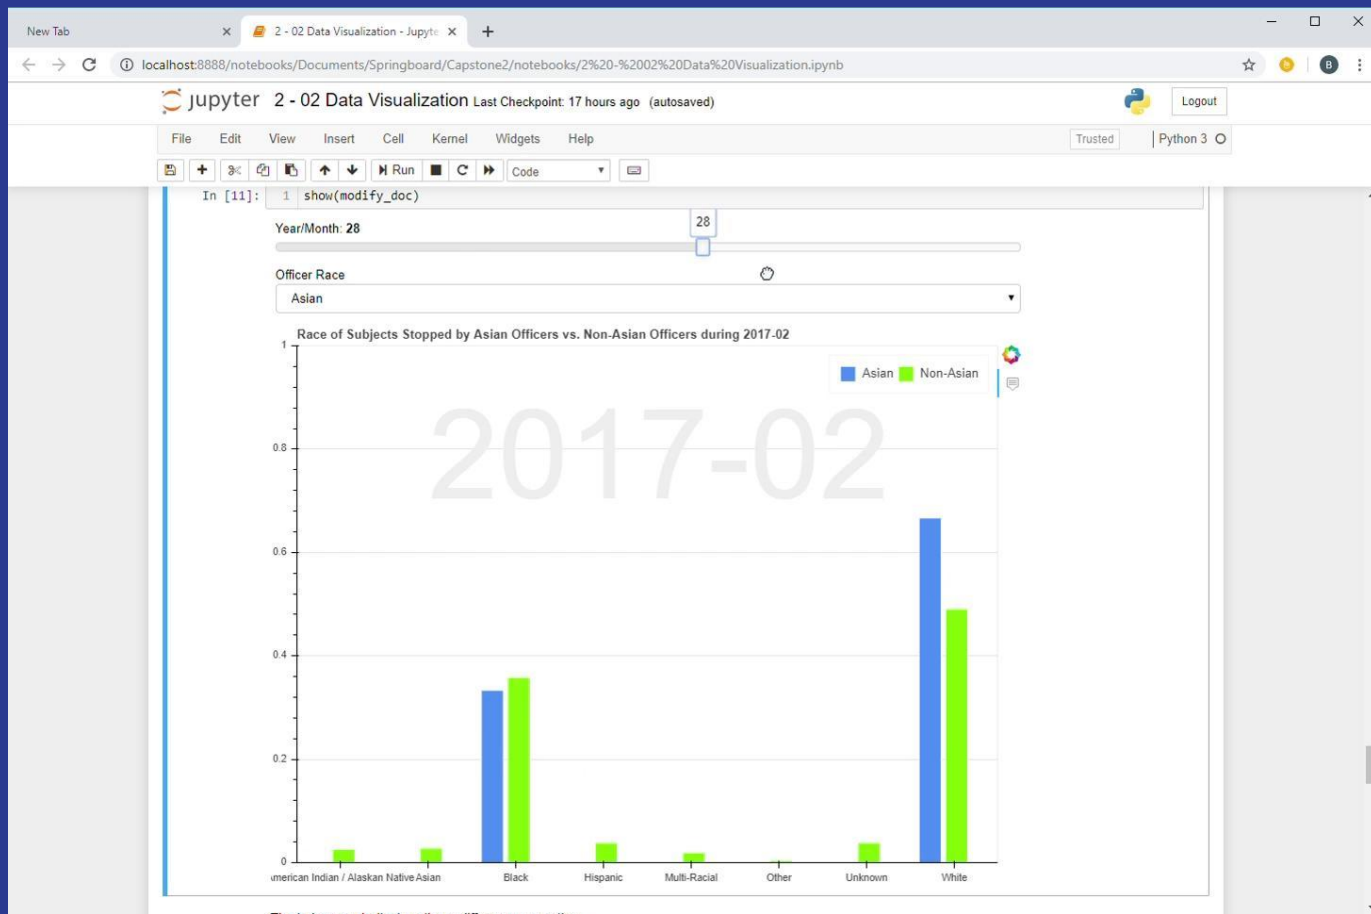 New Tab
2 - 02 Data Visualization - Jupyte
localhost:8888/notebooks/Documents/Springboard/Capstone2/notebooks/2%20-%2002%20Data%20Visualization.ipynb
B
jupyter 2 - 02 Data Visualization Last Checkpoint: 17 hours ago (autosaved)
Logout
File Edit View Insert Cell Kernel Widgets Help
Trusted Python 3
Run Code
In [11]: 1 show(modify_doc)
Year/Month: 28
28
Officer Race
Asian
Race of Subjects Stopped by Asian Officers vs. Non-Asian Officers during 2017-02
1
Asian Non-Asian
2017-02
0.8
0.6
0.4
0.2
0
merican Indian / Alaskan Native Asian Black Hispanic Multi-Racial Other Unknown White